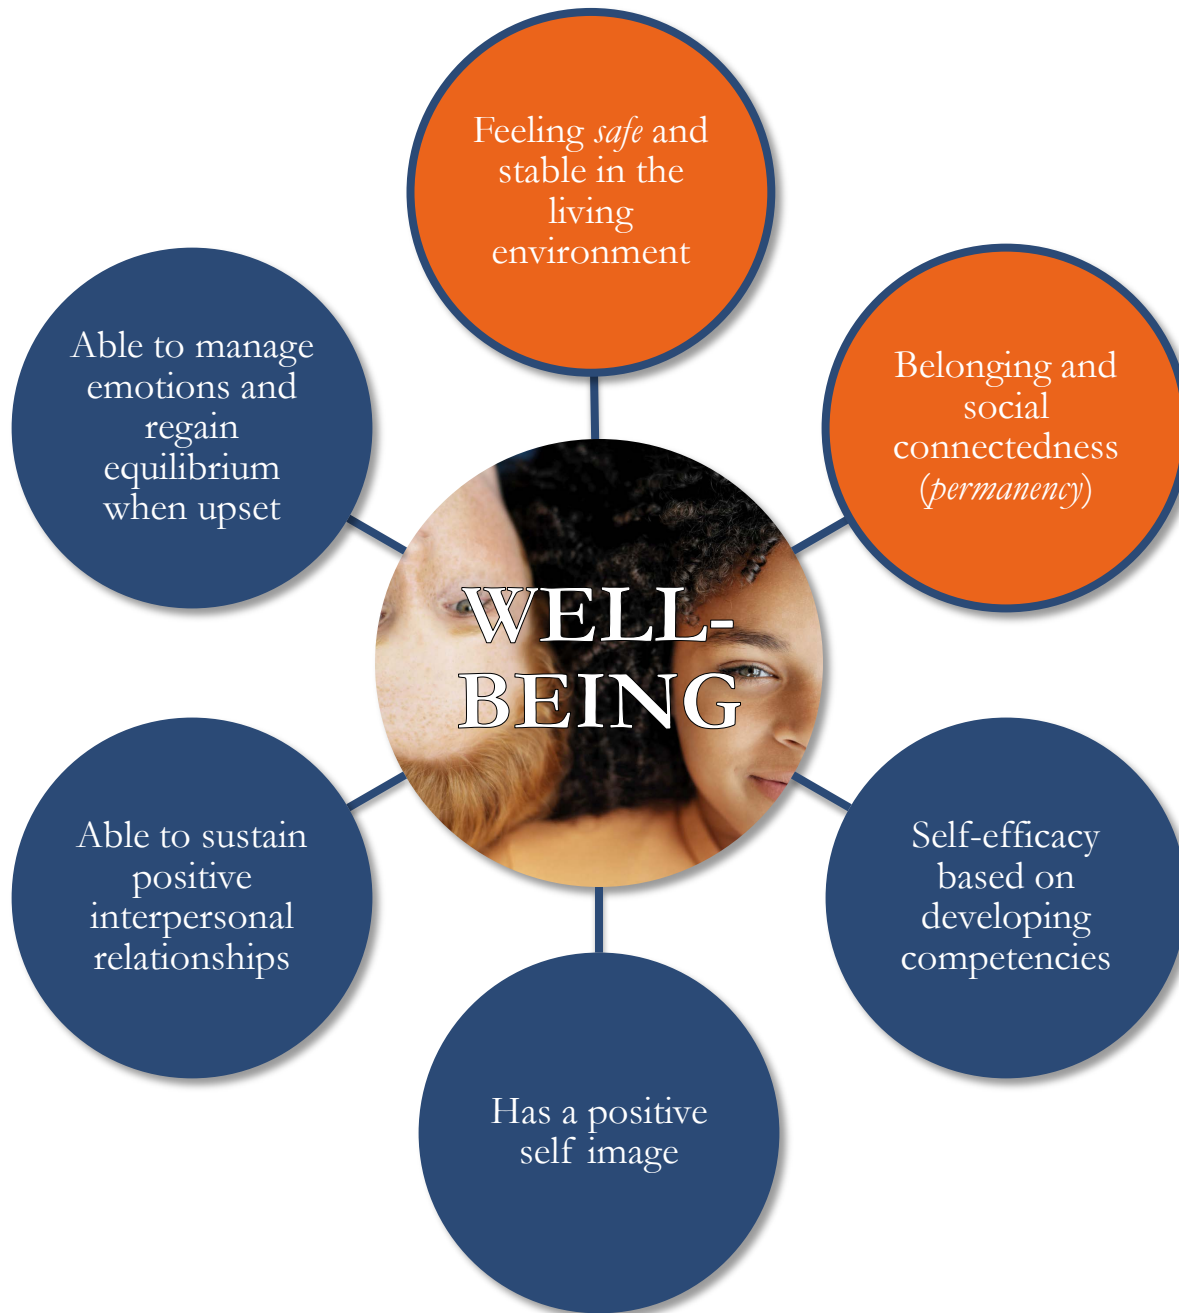 Feeling safe and
stable in the
living
environment
Belonging and
social
connectedness
(permanency)
Self-efficacy
based on
developing
competencies
Has a positive
self image
Able to sustain
positive
interpersonal
relationships
Able to manage
emotions and
regain
equilibrium
when upset
WELL-
BEING